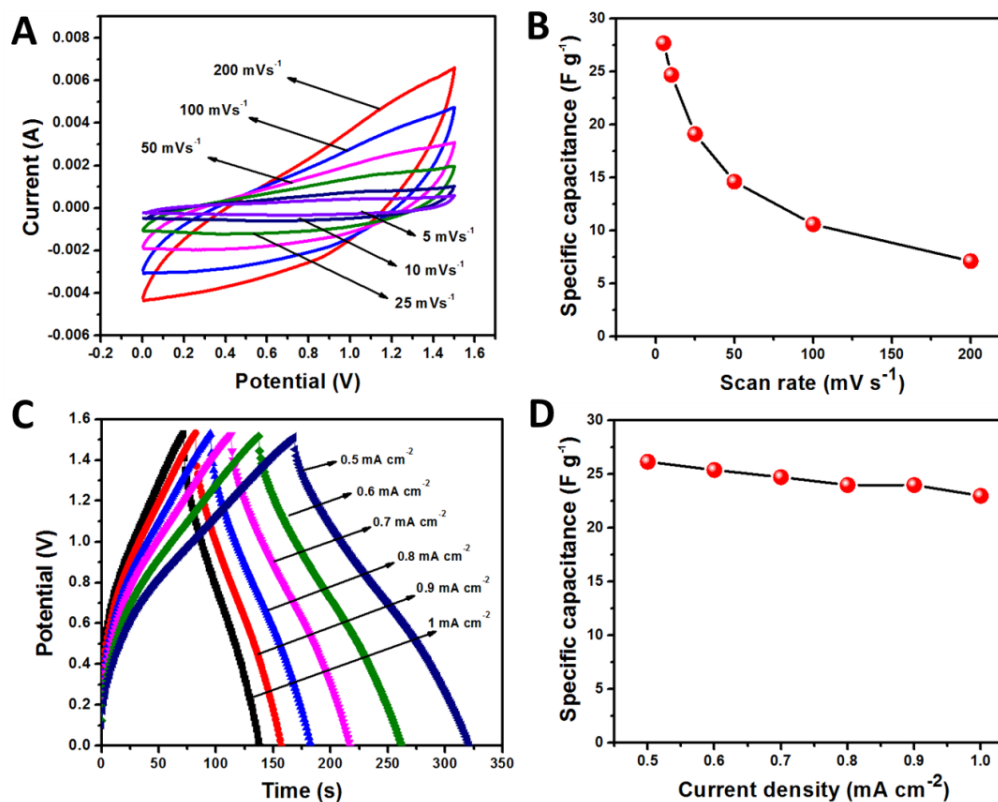 A
0.008
0.006
0.004
0.002
0.000
-0.002
-0.004
-0.006
Current (A)
200 mVs⁻¹
100 mVs⁻¹
50 mVs⁻¹
5 mVs⁻¹
10 mVs⁻¹
25 mVs⁻¹
-0.2 0.0 0.2 0.4 0.6 0.8 1.0 1.2 1.4 1.6
Potential (V)
B
30
25
20
15
10
5
0
Specific capacitance (F g⁻¹)
0 50 100 150 200
Scan rate (mV s⁻¹)
C
1.6
1.4
1.2
1.0
0.8
0.6
0.4
0.2
0.0
Potential (V)
0.5 mA cm⁻²
0.6 mA cm⁻²
0.7 mA cm⁻²
0.8 mA cm⁻²
0.9 mA cm⁻²
1 mA cm⁻²
0 50 100 150 200 250 300 350
Time (s)
D
30
27
24
21
18
15
12
9
6
3
0
Specific capacitance (F g⁻¹)
0.5 0.6 0.7 0.8 0.9 1.0
Current density (mA cm⁻²)